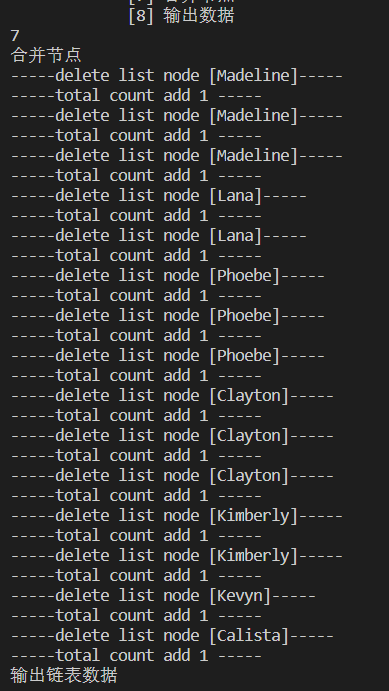 [8] 输出数据
7
合并节点
-----delete list node [Madeline]-----
-----total count add 1 -----
-----delete list node [Madeline]-----
-----total count add 1 -----
-----delete list node [Madeline]-----
-----total count add 1 -----
-----delete list node [Lana]-----
-----total count add 1 -----
-----delete list node [Lana]-----
-----total count add 1 -----
-----delete list node [Phoebe]-----
-----total count add 1 -----
-----delete list node [Phoebe]-----
-----total count add 1 -----
-----delete list node [Phoebe]-----
-----total count add 1 -----
-----delete list node [Clayton]-----
-----total count add 1 -----
-----delete list node [Clayton]-----
-----total count add 1 -----
-----delete list node [Clayton]-----
-----total count add 1 -----
-----delete list node [Kimberly]-----
-----total count add 1 -----
-----delete list node [Kimberly]-----
-----total count add 1 -----
-----delete list node [Kevyn]-----
-----total count add 1 -----
-----delete list node [Calista]-----
-----total count add 1 -----
输出链表数据